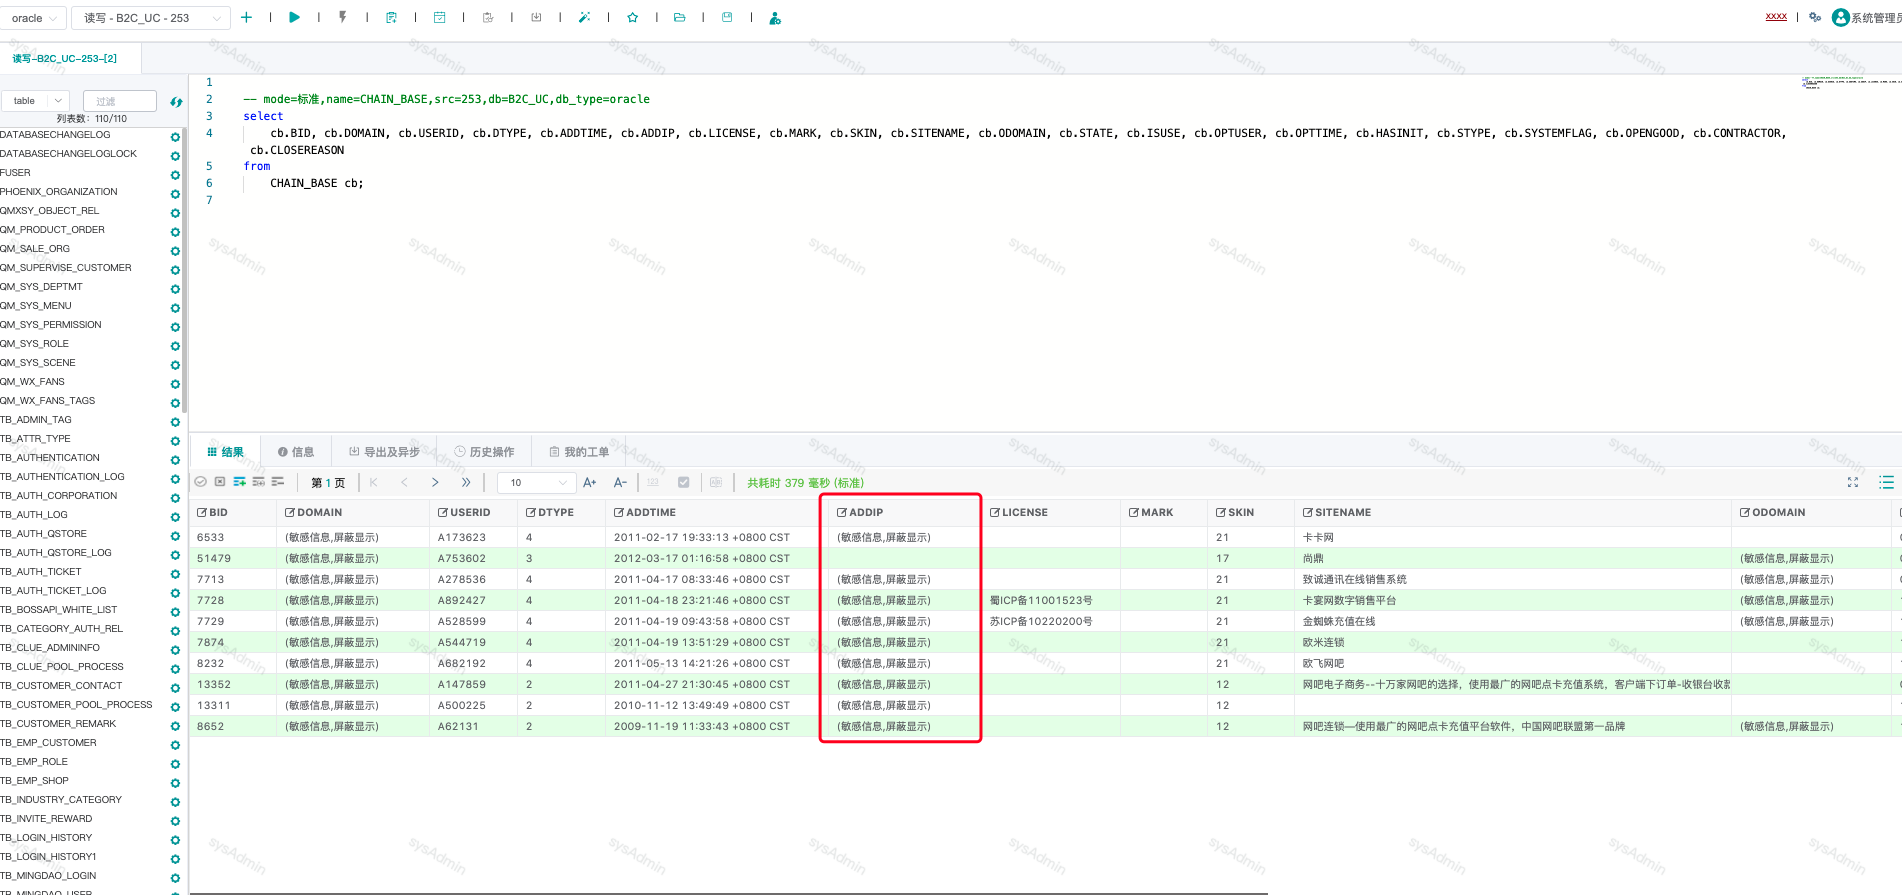 oracle 读写 - B2C_UC - 253 xxxx 系统管理员
读写-B2C_UC-253-[2]
table 过滤
列表数：110/110
DATABASECHANGELOG
DATABASECHANGELOGLOCK
FUSER
PHOENIX_ORGANIZATION
QMXSY_OBJECT_REL
QM_PRODUCT_ORDER
QM_SALE_ORG
QM_SUPERVISE_CUSTOMER
QM_SYS_DEPTMT
QM_SYS_MENU
QM_SYS_PERMISSION
QM_SYS_ROLE
QM_SYS_SCENE
QM_WX_FANS
QM_WX_FANS_TAGS
TB_ADMIN_TAG
TB_ATTR_TYPE
TB_AUTHENTICATION
TB_AUTHENTICATION_LOG
TB_AUTH_CORPORATION
TB_AUTH_LOG
TB_AUTH_QSTORE
TB_AUTH_QSTORE_LOG
TB_AUTH_TICKET
TB_AUTH_TICKET_LOG
TB_BOSSAPI_WHITE_LIST
TB_CATEGORY_AUTH_REL
TB_CLUE_ADMININFO
TB_CLUE_POOL_PROCESS
TB_CUSTOMER_CONTACT
TB_CUSTOMER_POOL_PROCESS
TB_CUSTOMER_REMARK
TB_EMP_CUSTOMER
TB_EMP_ROLE
TB_EMP_SHOP
TB_INDUSTRY_CATEGORY
TB_INVITE_REWARD
TB_LOGIN_HISTORY
TB_LOGIN_HISTORY1
TB_MINGDAO_LOGIN
TB_MINGDAO_USER
1
2 -- mode=标准,name=CHAIN_BASE,src=253,db=B2C_UC,db_type=oracle
3 select
4 cb.BID, cb.DOMAIN, cb.USERID, cb.DTYPE, cb.ADDTIME, cb.ADDIP, cb.LICENSE, cb.MARK, cb.SKIN, cb.SITENAME, cb.ODOMAIN, cb.STATE, cb.ISUSE, cb.OPTUSER, cb.OPTTIME, cb.HASINIT, cb.STYPE, cb.SYSTEMFLAG, cb.OPENGOOD, cb.CONTRACTOR,
cb.CLOSEREASON
5 from
6 CHAIN_BASE cb;
7
结果 信息 导出及异步 历史操作 我的工单
第 1 页 10 A+ A- 共耗时 379 毫秒 (标准)
BID DOMAIN USERID DTYPE ADDTIME ADDIP LICENSE MARK SKIN SITENAME ODOMAIN
6533 (敏感信息,屏蔽显示) A173623 4 2011-02-17 19:33:13 +0800 CST (敏感信息,屏蔽显示) 21 卡卡网
51479 (敏感信息,屏蔽显示) A753602 3 2012-03-17 01:16:58 +0800 CST 17 尚鼎 (敏感信息,屏蔽显示)
7713 (敏感信息,屏蔽显示) A278536 4 2011-04-17 08:33:46 +0800 CST (敏感信息,屏蔽显示) 21 致诚通讯在线销售系统 (敏感信息,屏蔽显示)
7728 (敏感信息,屏蔽显示) A892427 4 2011-04-18 23:21:46 +0800 CST (敏感信息,屏蔽显示) 蜀ICP备11001523号 21 卡宴网数字销售平台 (敏感信息,屏蔽显示)
7729 (敏感信息,屏蔽显示) A528599 4 2011-04-19 09:43:58 +0800 CST (敏感信息,屏蔽显示) 苏ICP备10220200号 21 金蜘蛛充值在线 (敏感信息,屏蔽显示)
7874 (敏感信息,屏蔽显示) A544719 4 2011-04-19 13:51:29 +0800 CST (敏感信息,屏蔽显示) 21 欧米连锁
8232 (敏感信息,屏蔽显示) A682192 4 2011-05-13 14:21:26 +0800 CST (敏感信息,屏蔽显示) 21 欧飞网吧
13352 (敏感信息,屏蔽显示) A147859 2 2011-04-27 21:30:45 +0800 CST (敏感信息,屏蔽显示) 12 网吧电子商务--十万家网吧的选择，使用最广的网吧点卡充值系统，客户端下订单-收银台收款
13311 (敏感信息,屏蔽显示) A500225 2 2010-11-12 13:49:49 +0800 CST (敏感信息,屏蔽显示) 12
8652 (敏感信息,屏蔽显示) A62131 2 2009-11-19 11:33:43 +0800 CST (敏感信息,屏蔽显示) 12 网吧连锁—使用最广的网吧点卡充值平台软件，中国网吧联盟第一品牌 (敏感信息,屏蔽显示)
sysAdmin